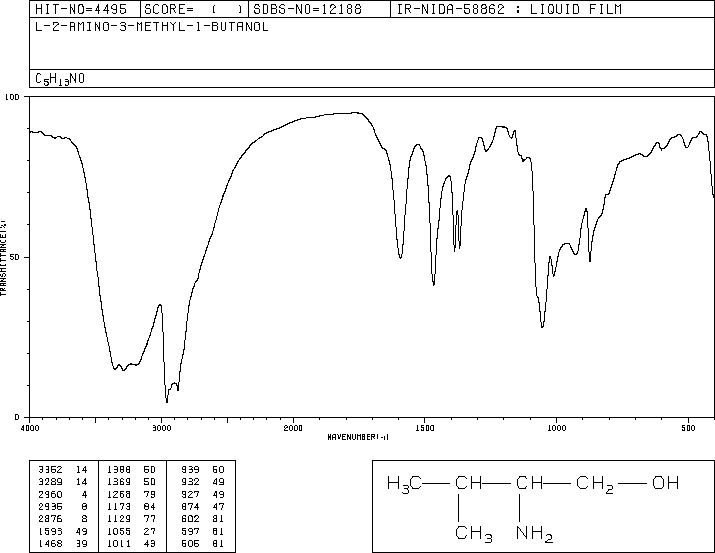 HIT-NO=4495 SCORE= ( ) SDBS-NO=12188 IR-NIDA-58862 : LIQUID FILM
L-2-AMINO-3-METHYL-1-BUTANOL
C5H13NO
100
TRANSMITTANCE(%)
50
0
4000 3000 2000 1500 1000 500
WAVENUMBER(-1)
3352 14 1388 50 939 50
3289 14 1369 50 932 49
2960 4 1268 79 927 49
2935 8 1173 84 874 47
2876 8 1129 77 602 81
1593 49 1055 27 597 81
1468 39 1011 43 505 81
H3C CH CH CH2 OH
CH3 NH2